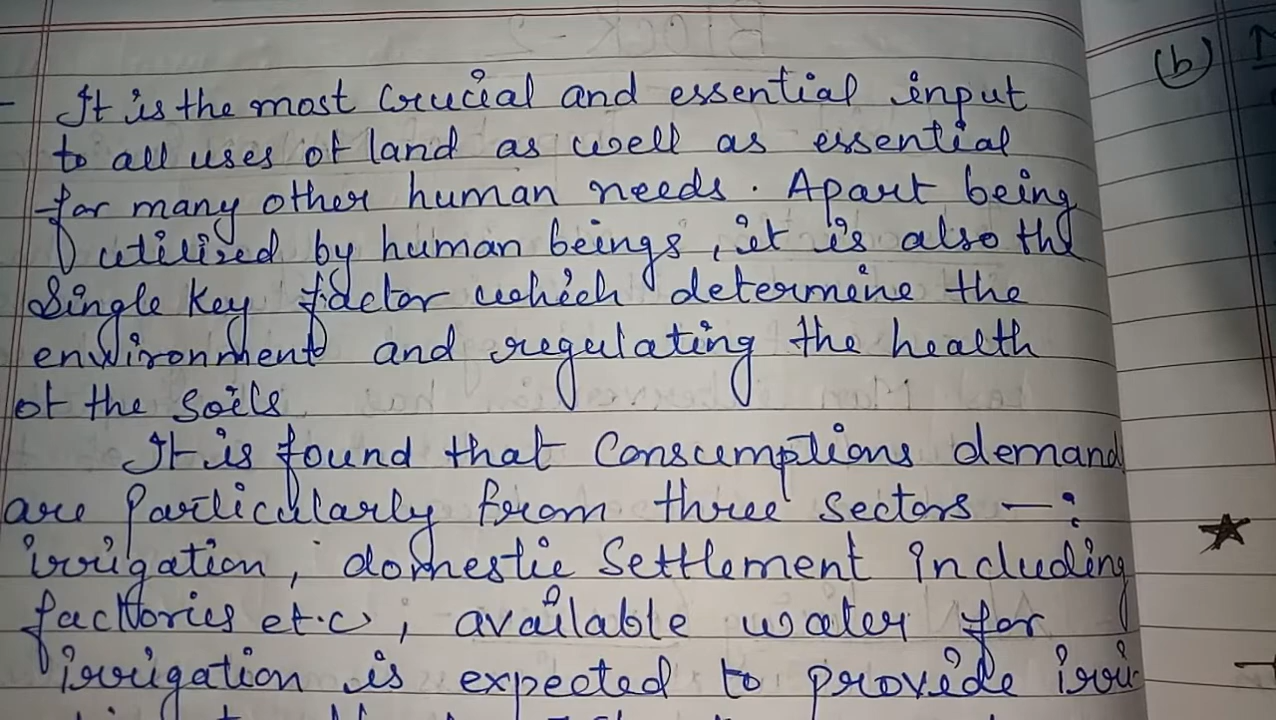 - It is the most crucial and essential input
to all uses of land as well as essential
for many other human needs. Apart being
utilised by human beings, it is also the
Single key factor which determine the
environment and regulating the health
of the soils
It is found that Consumptions demand
are Particularly from three sectors - :
irrigation, domestic Settlement including
factories et.c, available water for
irrigation is expected to provide irri
(b)